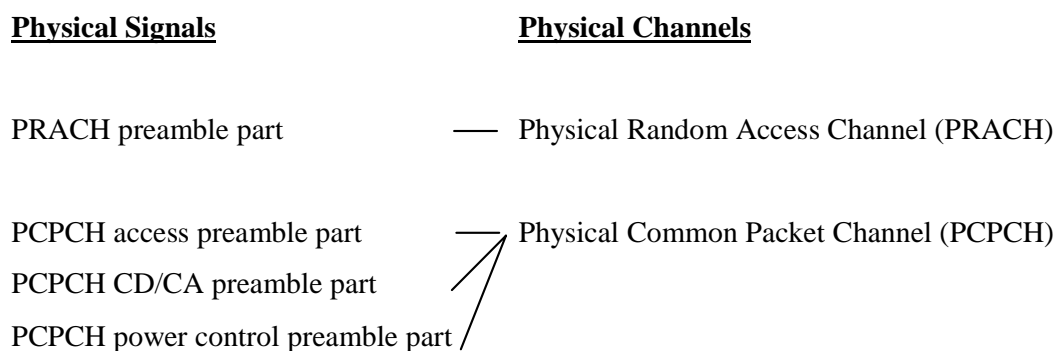 Physical Signals Physical Channels
PRACH preamble part Physical Random Access Channel (PRACH)
PCPCH access preamble part Physical Common Packet Channel (PCPCH)
PCPCH CD/CA preamble part
PCPCH power control preamble part